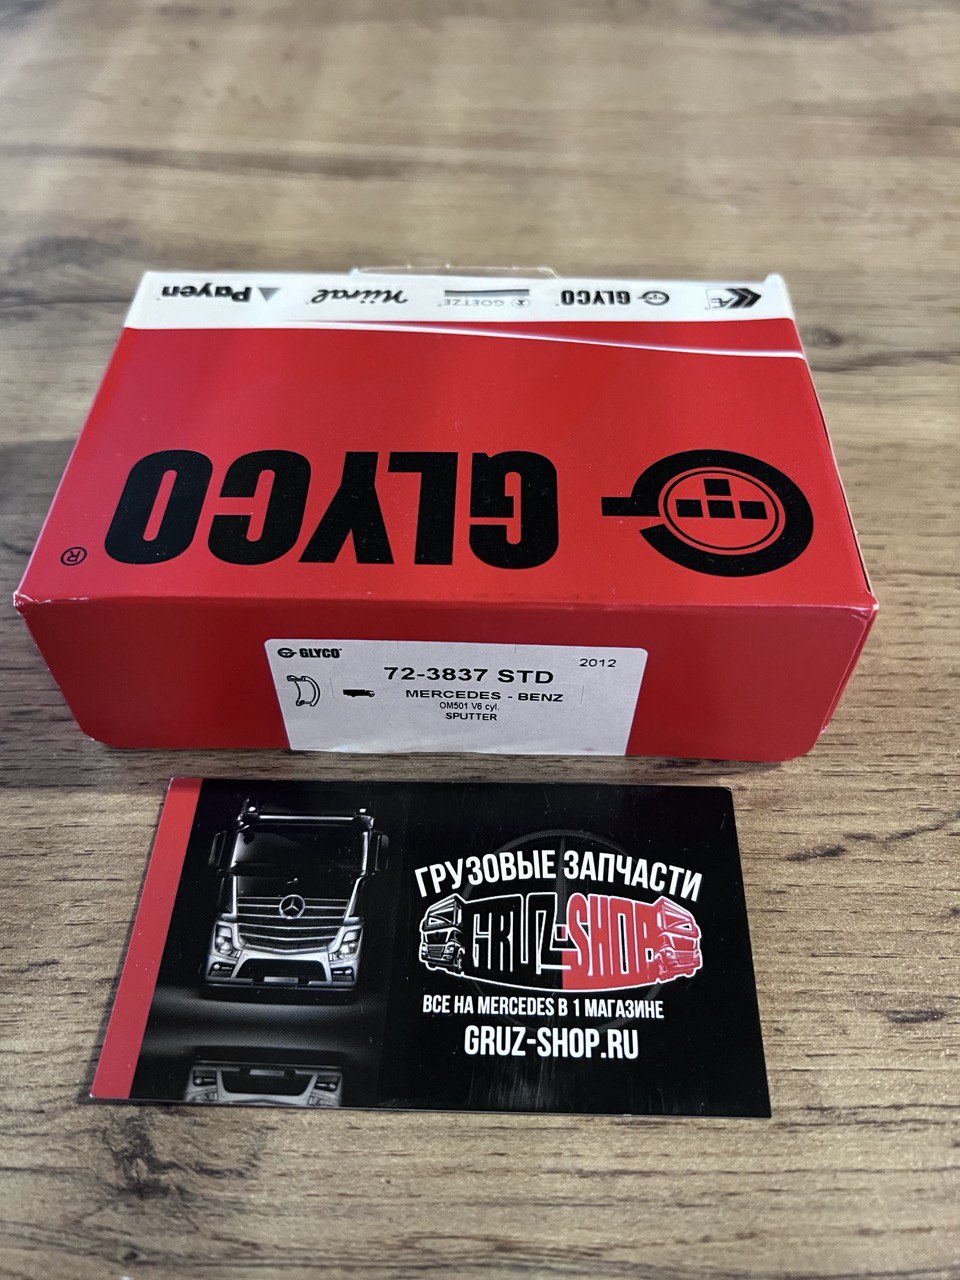 Payen
nüral
GOETZE
GLYCO
GLYCO®
GLYCO
2012
72-3837 STD
MERCEDES - BENZ
OM501 V6 cyl.
SPUTTER
ГРУЗОВЫЕ ЗАПЧАСТИ
GRUZ-SHOP
ВСЕ НА MERCEDES В 1 МАГАЗИНЕ
GRUZ-SHOP.RU